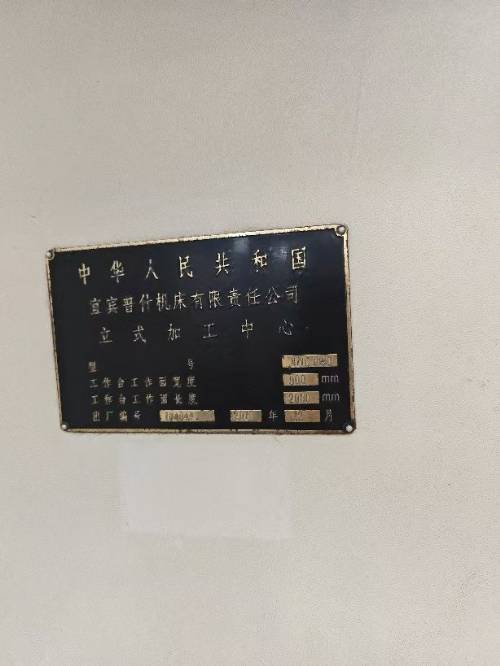 中华人民共和国
宜宾普什机床有限责任公司
立式加工中心
型号
工作台工作面宽度 900 mm
工作台工作面长度 2000 mm
出厂编号 年 月